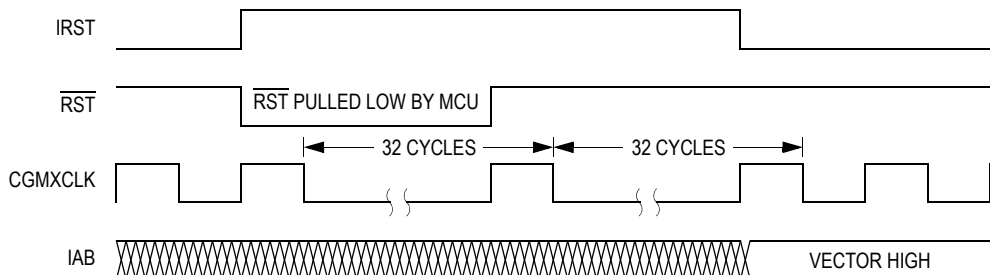 IRST
RST
RST PULLED LOW BY MCU
32 CYCLES
32 CYCLES
CGMXCLK
IAB
VECTOR HIGH